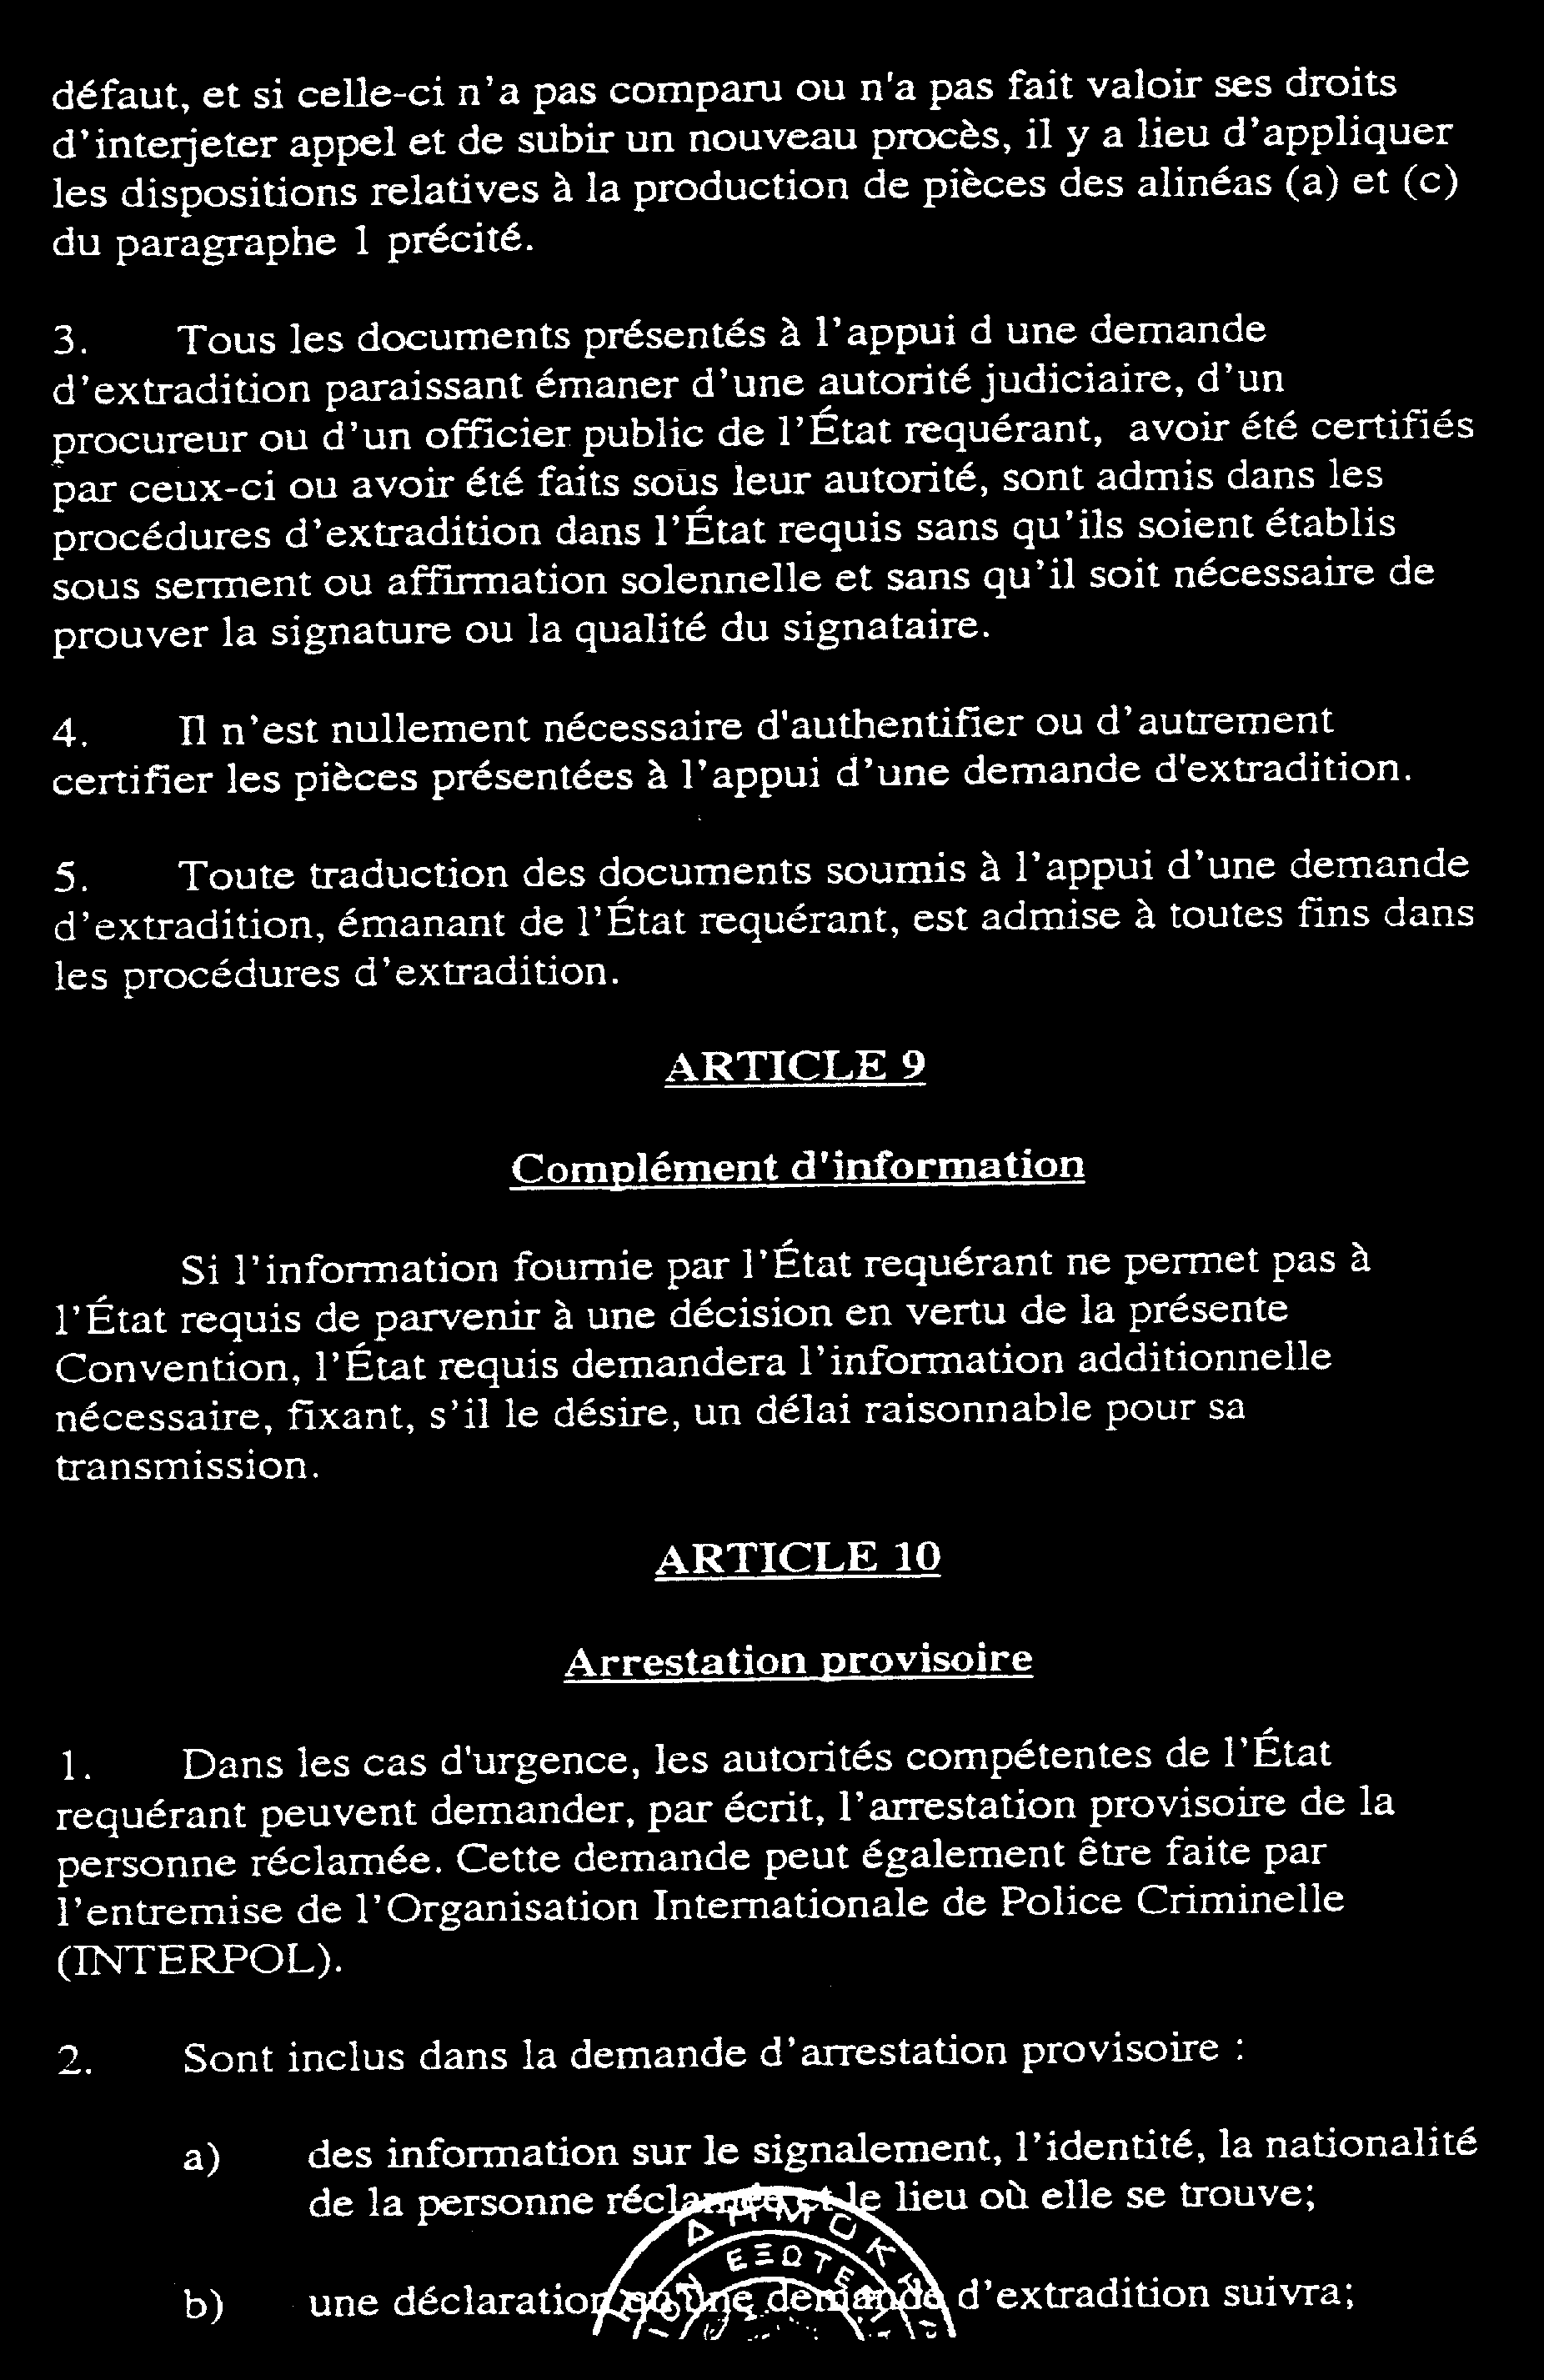 défaut, et si celle-ci n'a pas comparu ou n'a pas fait valoir ses droits
d'interjeter appel et de subir un nouveau procès, il y a lieu d'appliquer
les dispositions relatives à la production de pièces des alinéas (a) et (c)
du paragraphe 1 précité.
3. Tous les documents présentés à l'appui d une demande
d'extradition paraissant émaner d'une autorité judiciaire, d'un
procureur ou d'un officier public de l'État requérant, avoir été certifiés
par ceux-ci ou avoir été faits sous leur autorité, sont admis dans les
procédures d'extradition dans l'État requis sans qu'ils soient établis
sous serment ou affirmation solennelle et sans qu'il soit nécessaire de
prouver la signature ou la qualité du signataire.
4. Il n'est nullement nécessaire d'authentifier ou d'autrement
certifier les pièces présentées à l'appui d'une demande d'extradition.
5. Toute traduction des documents soumis à l'appui d'une demande
d'extradition, émanant de l'État requérant, est admise à toutes fins dans
les procédures d'extradition.
ARTICLE 9
Complément d'information
Si l'information fournie par l'État requérant ne permet pas à
l'État requis de parvenir à une décision en vertu de la présente
Convention, l'État requis demandera l'information additionnelle
nécessaire, fixant, s'il le désire, un délai raisonnable pour sa
transmission.
ARTICLE 10
Arrestation provisoire
1. Dans les cas d'urgence, les autorités compétentes de l'État
requérant peuvent demander, par écrit, l'arrestation provisoire de la
personne réclamée. Cette demande peut également être faite par
l'entremise de l'Organisation Internationale de Police Criminelle
(INTERPOL).
2. Sont inclus dans la demande d'arrestation provisoire :
a) des information sur le signalement, l'identité, la nationalité
de la personne réclamée et le lieu où elle se trouve;
b) une déclaration qu'une demande d'extradition suivra;